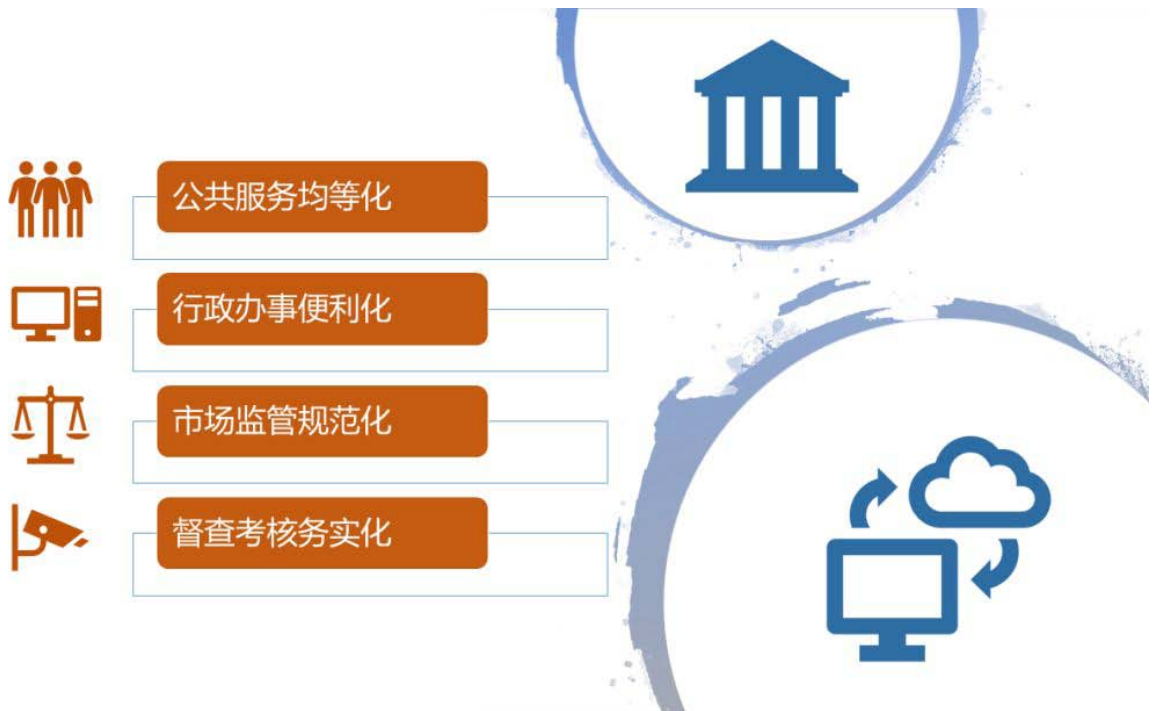 公共服务均等化
行政办事便利化
市场监管规范化
督查考核务实化